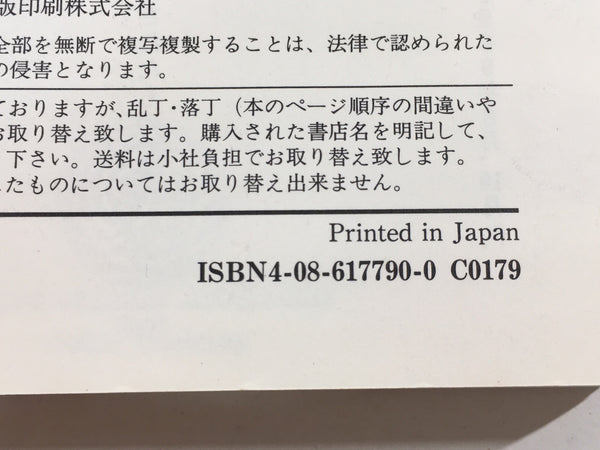 版印刷株式会社
全部を無断で複写複製することは、法律で認められた
の侵害となります。
ておりますが、乱丁・落丁（本のページ順序の間違いや
お取り替え致します。購入された書店名を明記して、
下さい。送料は小社負担でお取り替え致します。
たものについてはお取り替え出来ません。
Printed in Japan
ISBN4-08-617790-0 C0179